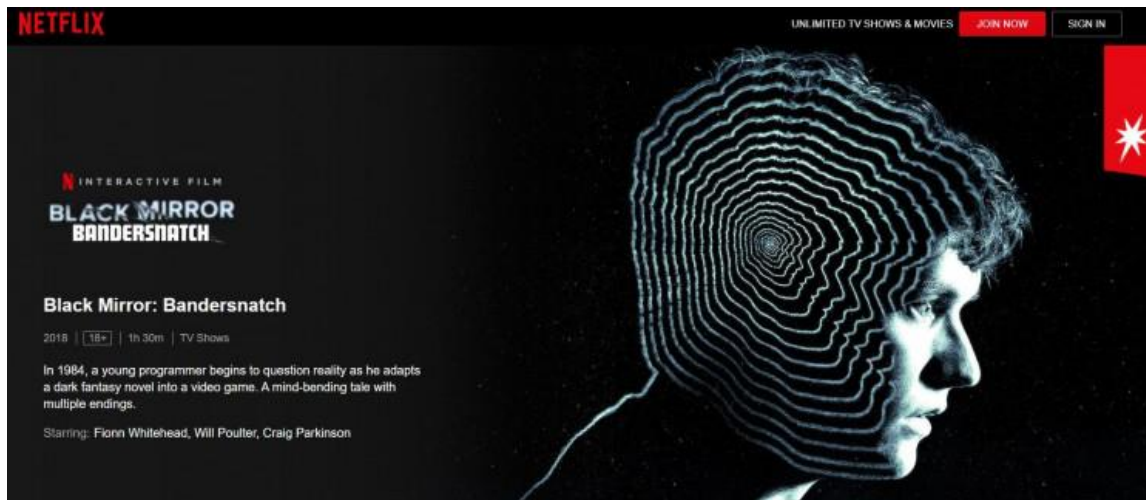 NETFLIX
UNLIMITED TV SHOWS & MOVIES
JOIN NOW
SIGN IN
N INTERACTIVE FILM
BLACK MIRROR
BANDERSNATCH
Black Mirror: Bandersnatch
2018 | 18+ | 1h 30m | TV Shows
In 1984, a young programmer begins to question reality as he adapts
a dark fantasy novel into a video game. A mind-bending tale with
multiple endings.
Starring: Fionn Whitehead, Will Poulter, Craig Parkinson